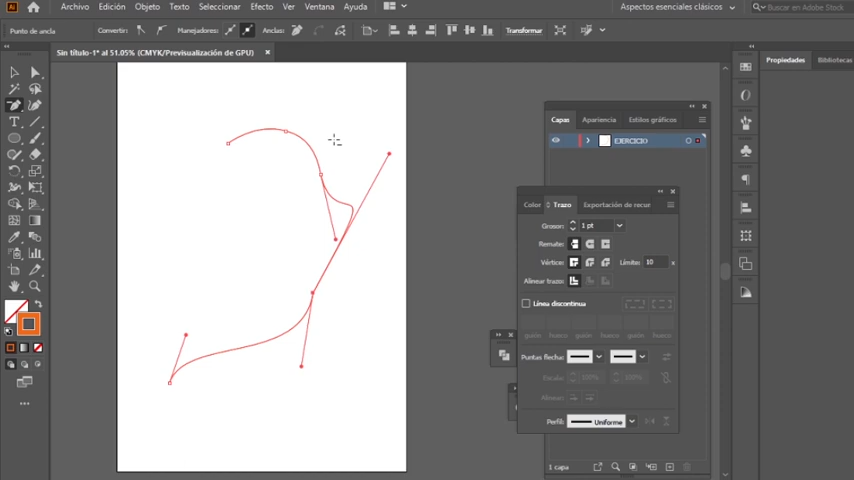 Ai Archivo Edición Objeto Texto Seleccionar Efecto Ver Ventana Ayuda Aspectos esenciales clásicos Buscar en Adobe Stock
Punto de ancla Convertir: Manejadores: Anclas: Transformar
Sin título-1* al 51.05% (CMYK/Previsualización de GPU) ×
Propiedades Bibliotecas
Capas Apariencia Estilos gráficos
EJERCICIO
Color Trazo Exportación de recur
Grosor: 1 pt
Remate:
Vértice: Límite: 10 x
Alinear trazo:
Línea discontinua
guión hueco guión hueco guión hueco
Puntas flecha:
Escala: 100% 100%
Alinear:
Perfil: Uniforme
1 capa